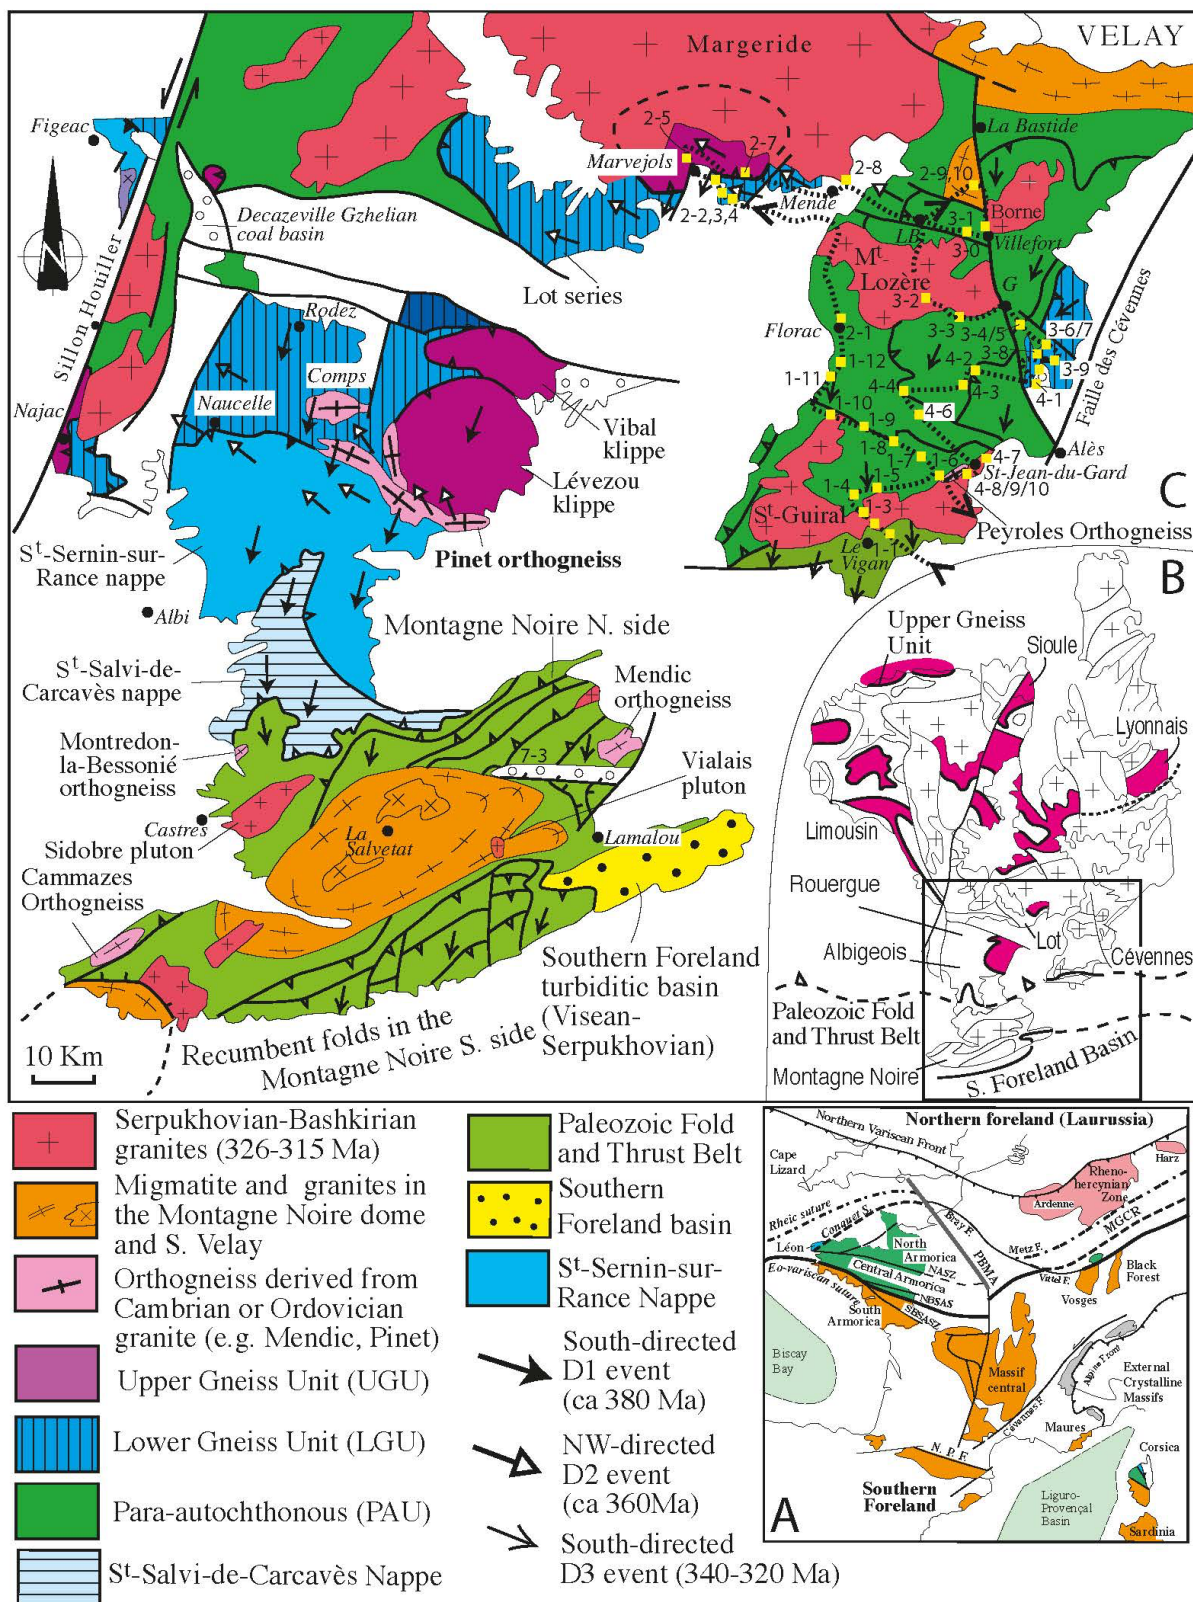 Margeride
VELAY
Figeac
La Bastide
2-5
2-7
Marvejols
2-8
2-9,10
Mende
2-2,3,4
Borne
3-1
LB
Villefort
3-0
Decazeville Gzhelian
coal basin
Lot series
Mt-
Lozère
G
3-2
Sillon Houiller
Rodez
Florac
2-1
3-3
3-4/5
3-6/7
3-8
3-9
1-12
4-2
1-11
4-4
4-3
4-1
Faille des Cévennes
Comps
Najac
Naucelle
1-10
4-6
1-9
Vibal
klippe
1-8
1-7
1-6
4-7
Alès
St-Jean-du-Gard
Lévezou
klippe
1-5
1-4
4-8/9/10
C
St-Guiral
1-3
Peyroles Orthogneiss
Le
Vigan
1-1
St-Sernin-sur-
Rance nappe
Pinet orthogneiss
Albi
B
Montagne Noire N. side
Upper Gneiss
Unit
Sioule
St-Salvi-de-
Carcavès nappe
Mendic
orthogneiss
Lyonnais
Montredon-
la-Bessonié
orthogneiss
7-3
Vialais
pluton
Castres
La
Salvetat
Lamalou
Limousin
Sidobre pluton
Cammazes
Orthogneiss
Rouergue
Lot
Albigeois
Cévennes
Southern Foreland
turbiditic basin
(Visean-
Serpukhovian)
Paleozoic Fold
and Thrust Belt
Recumbent folds in the
Montagne Noire S. side
10 Km
Montagne Noire
S. Foreland Basin
Serpukhovian-Bashkirian
granites (326-315 Ma)
Migmatite and granites in
the Montagne Noire dome
and S. Velay
Orthogneiss derived from
Cambrian or Ordovician
granite (e.g. Mendic, Pinet)
Upper Gneiss Unit (UGU)
Lower Gneiss Unit (LGU)
Para-autochthonous (PAU)
St-Salvi-de-Carcavès Nappe
Paleozoic Fold
and Thrust Belt
Southern
Foreland basin
St-Sernin-sur-
Rance Nappe
South-directed
D1 event
(ca 380 Ma)
NW-directed
D2 event
(ca 360Ma)
South-directed
D3 event (340-320 Ma)
Northern foreland (Laurussia)
Northern Variscan Front
Cape
Lizard
Harz
Rheno-
hercynian
Zone
Ardenne
Rheic suture
Conquet S.
Bray F.
MGCR
Léon
North
Armorica
Metz F.
PBMA
NASZ
Central Armorica
Vittel F.
Black
Forest
Eo-variscan suture
NBSAS
Vosges
South
Armorica
SBSASZ
Biscay
Bay
Massif
central
Alpine Front
External
Crystalline
Massifs
Cévennes F.
Maures
N. P. F.
Corsica
Southern
Foreland
Liguro-
Provençal
Basin
A
Sardinia
N